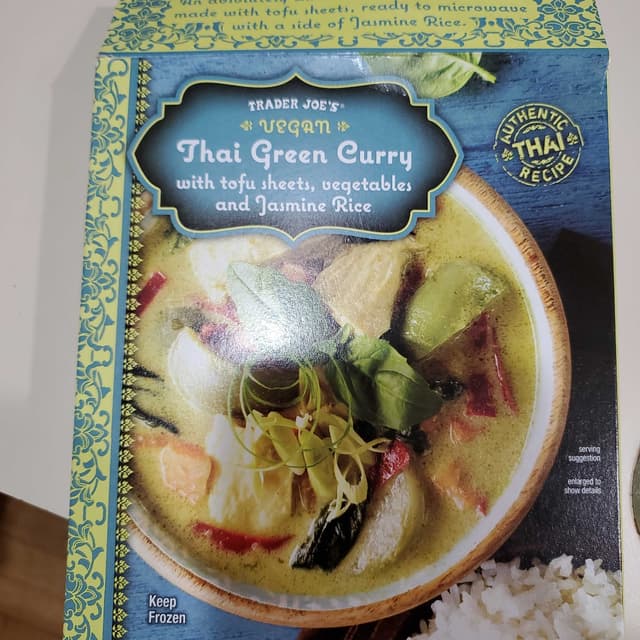 made with tofu sheets, ready to microwave
with a side of Jasmine Rice.
TRADER JOE'S®
VEGAN
Thai Green Curry
with tofu sheets, vegetables
and Jasmine Rice
AUTHENTIC
THAI
RECIPE
serving
suggestion
enlarged to
show details
Keep
Frozen